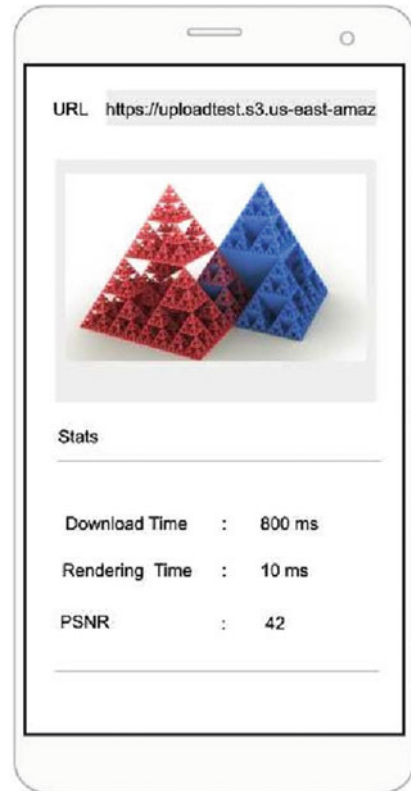 URL https://uploadtest.s3.us-east-amaz
Stats
Download Time : 800 ms
Rendering Time : 10 ms
PSNR : 42